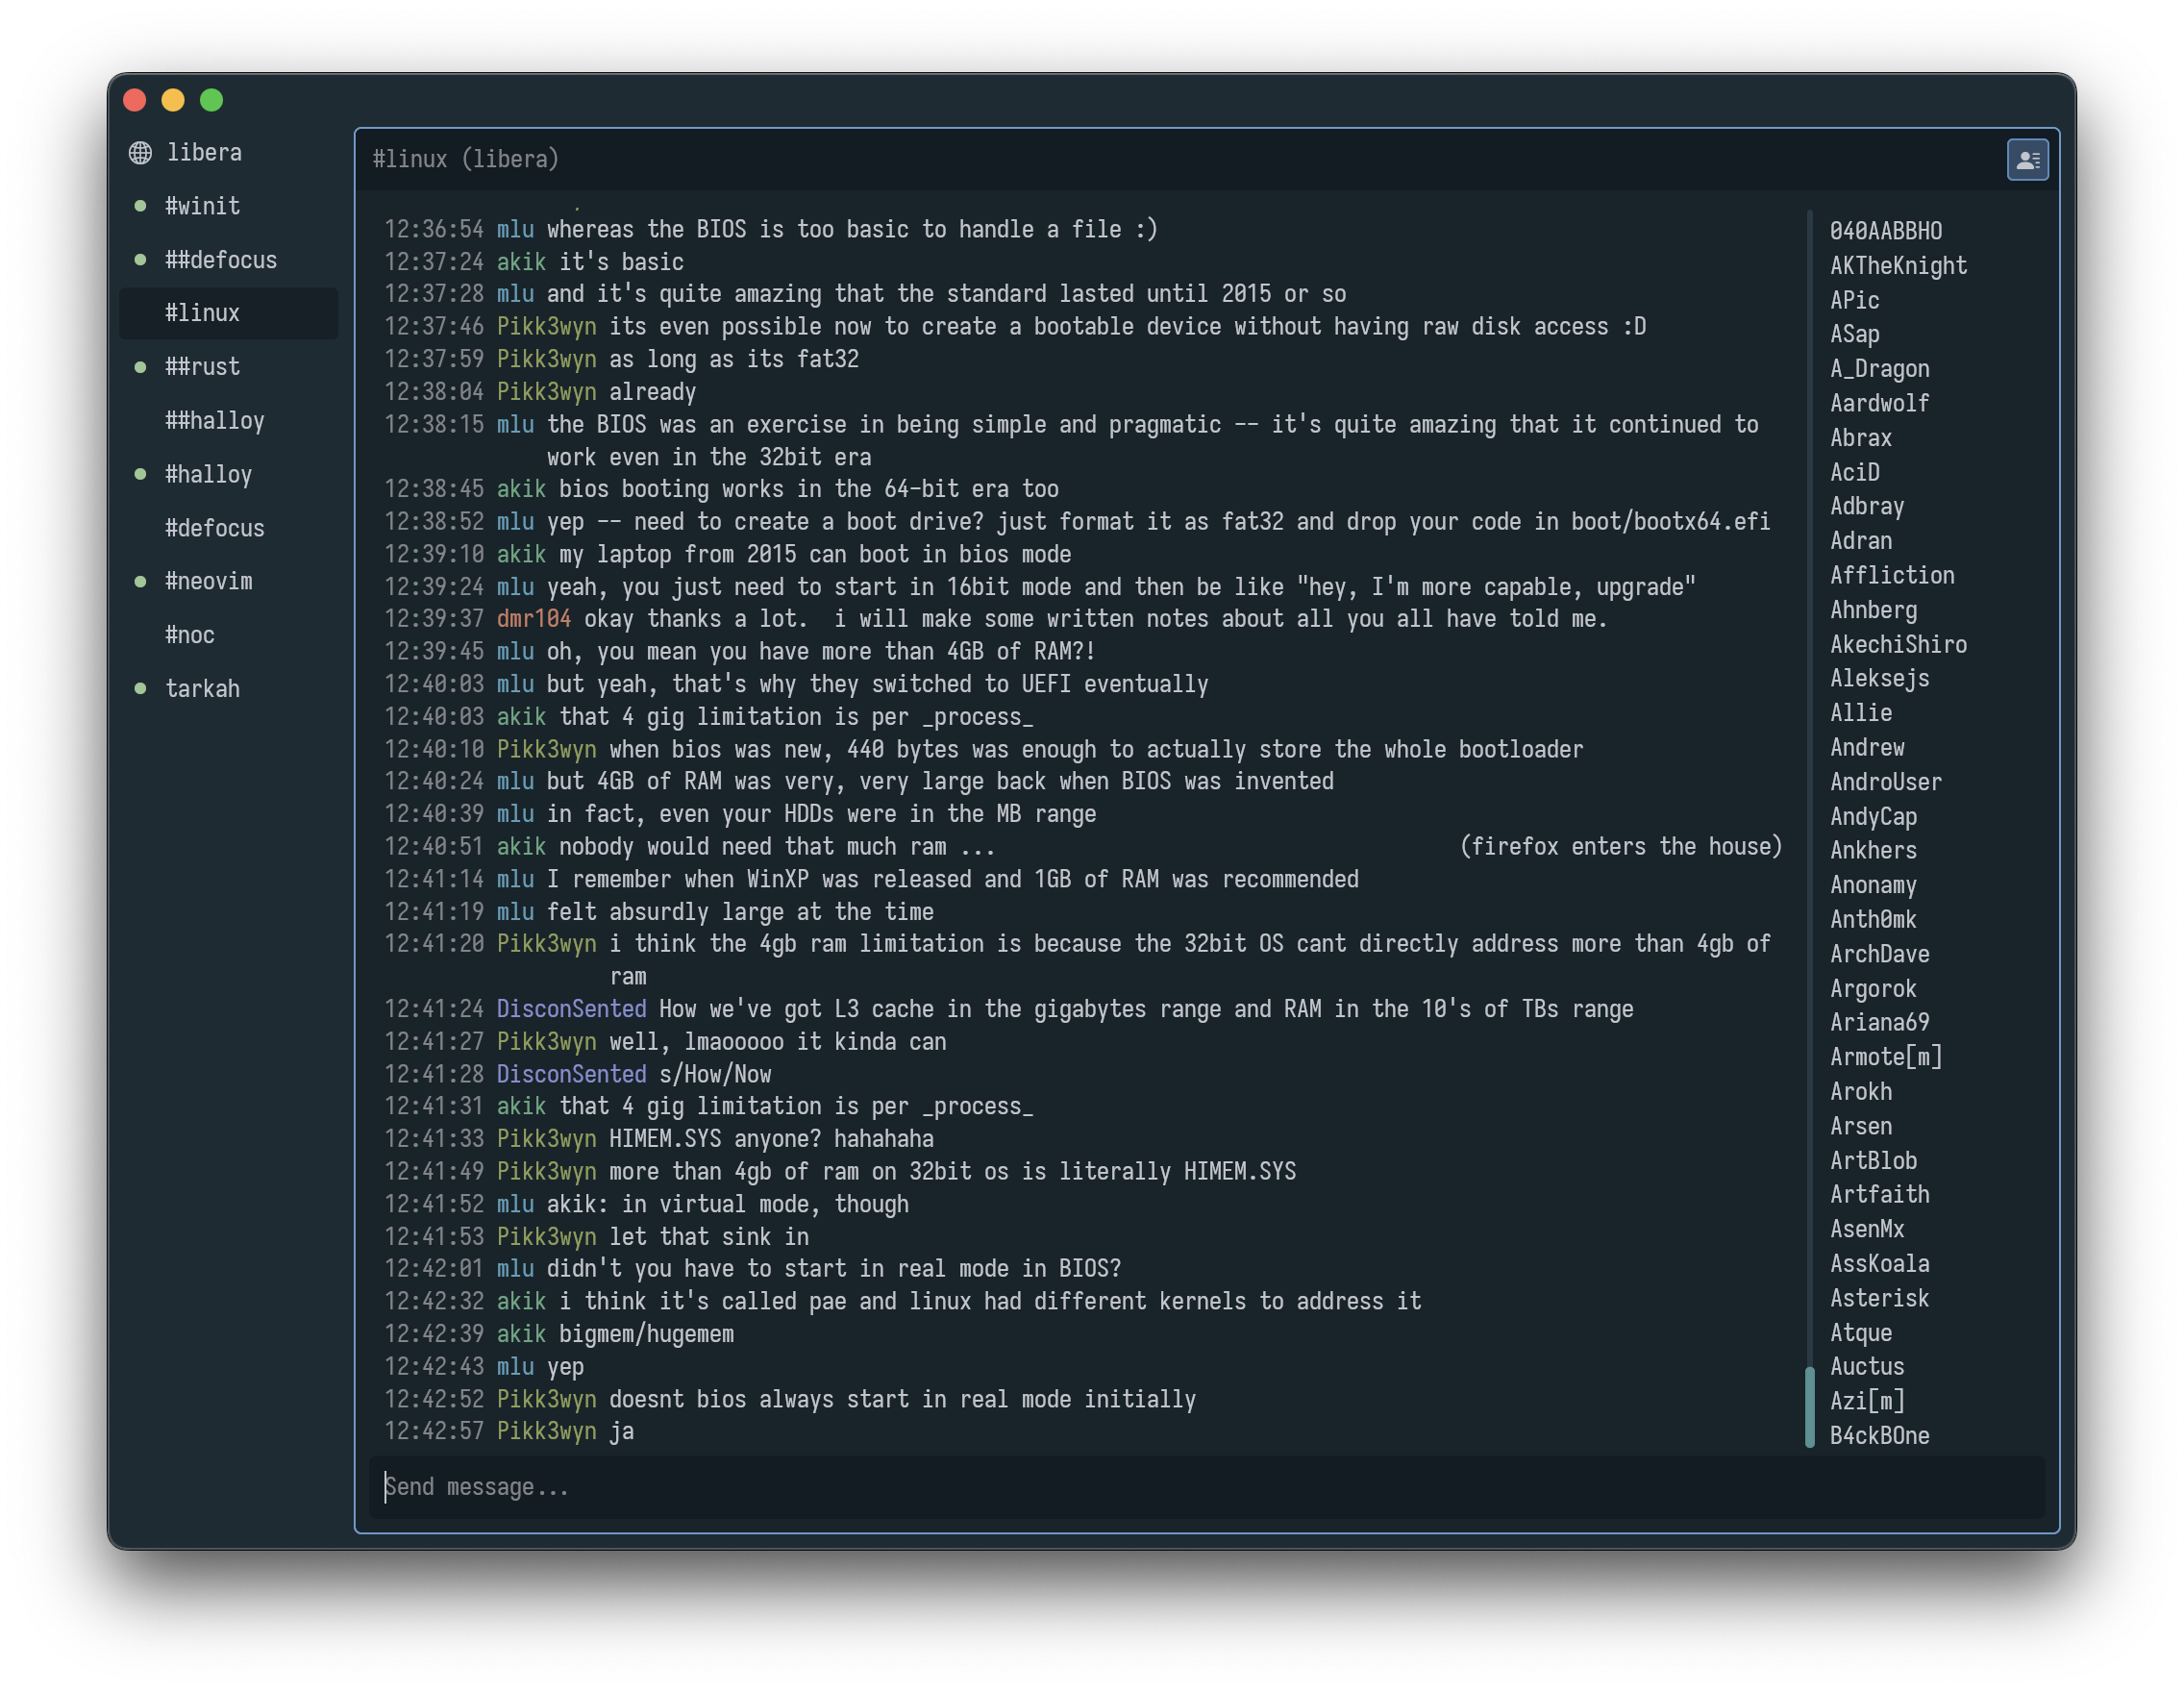 libera
#winit
##defocus
#linux
##rust
##halloy
#halloy
#defocus
#neovim
#noc
tarkah
#linux (libera)
12:36:54 mlu whereas the BIOS is too basic to handle a file :)
12:37:24 akik it's basic
12:37:28 mlu and it's quite amazing that the standard lasted until 2015 or so
12:37:46 Pikk3wyn its even possible now to create a bootable device without having raw disk access :D
12:37:59 Pikk3wyn as long as its fat32
12:38:04 Pikk3wyn already
12:38:15 mlu the BIOS was an exercise in being simple and pragmatic -- it's quite amazing that it continued to
work even in the 32bit era
12:38:45 akik bios booting works in the 64-bit era too
12:38:52 mlu yep -- need to create a boot drive? just format it as fat32 and drop your code in boot/bootx64.efi
12:39:10 akik my laptop from 2015 can boot in bios mode
12:39:24 mlu yeah, you just need to start in 16bit mode and then be like "hey, I'm more capable, upgrade"
12:39:37 dmr104 okay thanks a lot.  i will make some written notes about all you all have told me.
12:39:45 mlu oh, you mean you have more than 4GB of RAM?!
12:40:03 mlu but yeah, that's why they switched to UEFI eventually
12:40:03 akik that 4 gig limitation is per _process_
12:40:10 Pikk3wyn when bios was new, 440 bytes was enough to actually store the whole bootloader
12:40:24 mlu but 4GB of RAM was very, very large back when BIOS was invented
12:40:39 mlu in fact, even your HDDs were in the MB range
12:40:51 akik nobody would need that much ram ... (firefox enters the house)
12:41:14 mlu I remember when WinXP was released and 1GB of RAM was recommended
12:41:19 mlu felt absurdly large at the time
12:41:20 Pikk3wyn i think the 4gb ram limitation is because the 32bit OS cant directly address more than 4gb of
ram
12:41:24 DisconSented How we've got L3 cache in the gigabytes range and RAM in the 10's of TBs range
12:41:27 Pikk3wyn well, lmaooooo it kinda can
12:41:28 DisconSented s/How/Now
12:41:31 akik that 4 gig limitation is per _process_
12:41:33 Pikk3wyn HIMEM.SYS anyone? hahahaha
12:41:49 Pikk3wyn more than 4gb of ram on 32bit os is literally HIMEM.SYS
12:41:52 mlu akik: in virtual mode, though
12:41:53 Pikk3wyn let that sink in
12:42:01 mlu didn't you have to start in real mode in BIOS?
12:42:32 akik i think it's called pae and linux had different kernels to address it
12:42:39 akik bigmem/hugemem
12:42:43 mlu yep
12:42:52 Pikk3wyn doesnt bios always start in real mode initially
12:42:57 Pikk3wyn ja
Send message...
040AABBHO
AKTheKnight
APic
ASap
A_Dragon
Aardwolf
Abrax
AciD
Adbray
Adran
Affliction
Ahnberg
AkechiShiro
Aleksejs
Allie
Andrew
AndroUser
AndyCap
Ankhers
Anonamy
Anth0mk
ArchDave
Argorok
Ariana69
Armote[m]
Arokh
Arsen
ArtBlob
Artfaith
AsenMx
AssKoala
Asterisk
Atque
Auctus
Azi[m]
B4ckBOne